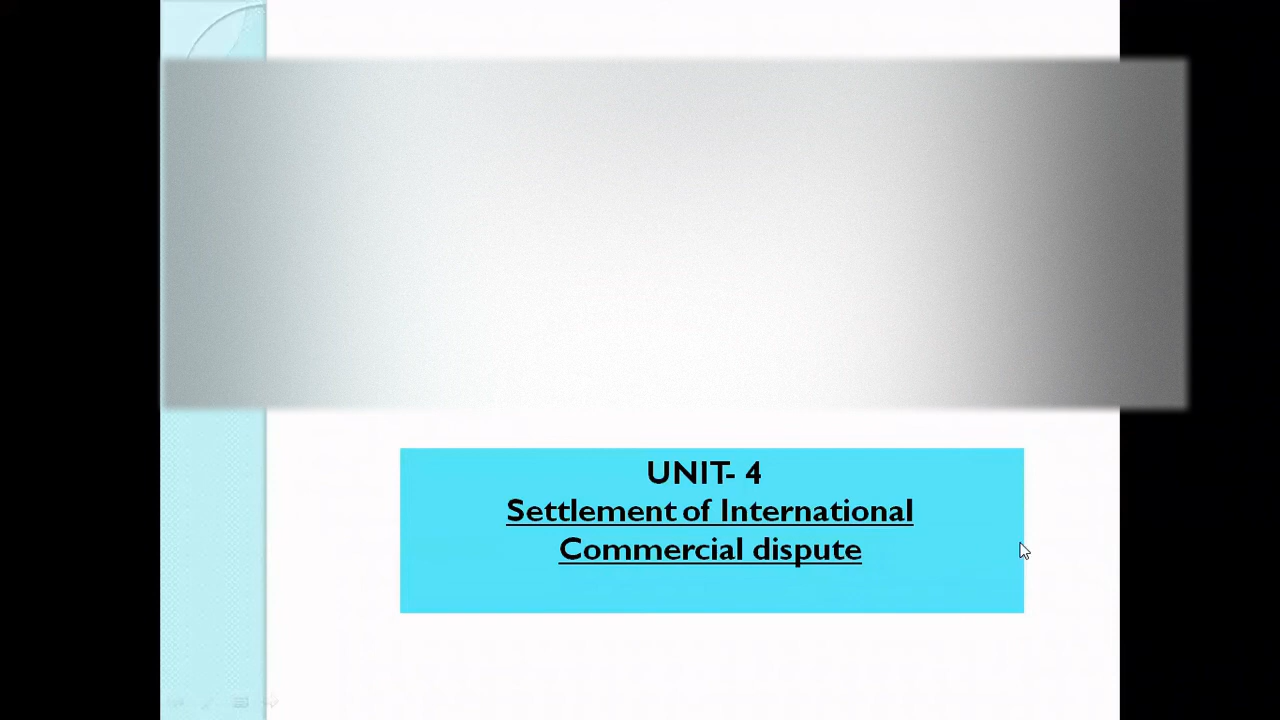 UNIT- 4
Settlement of International
Commercial dispute